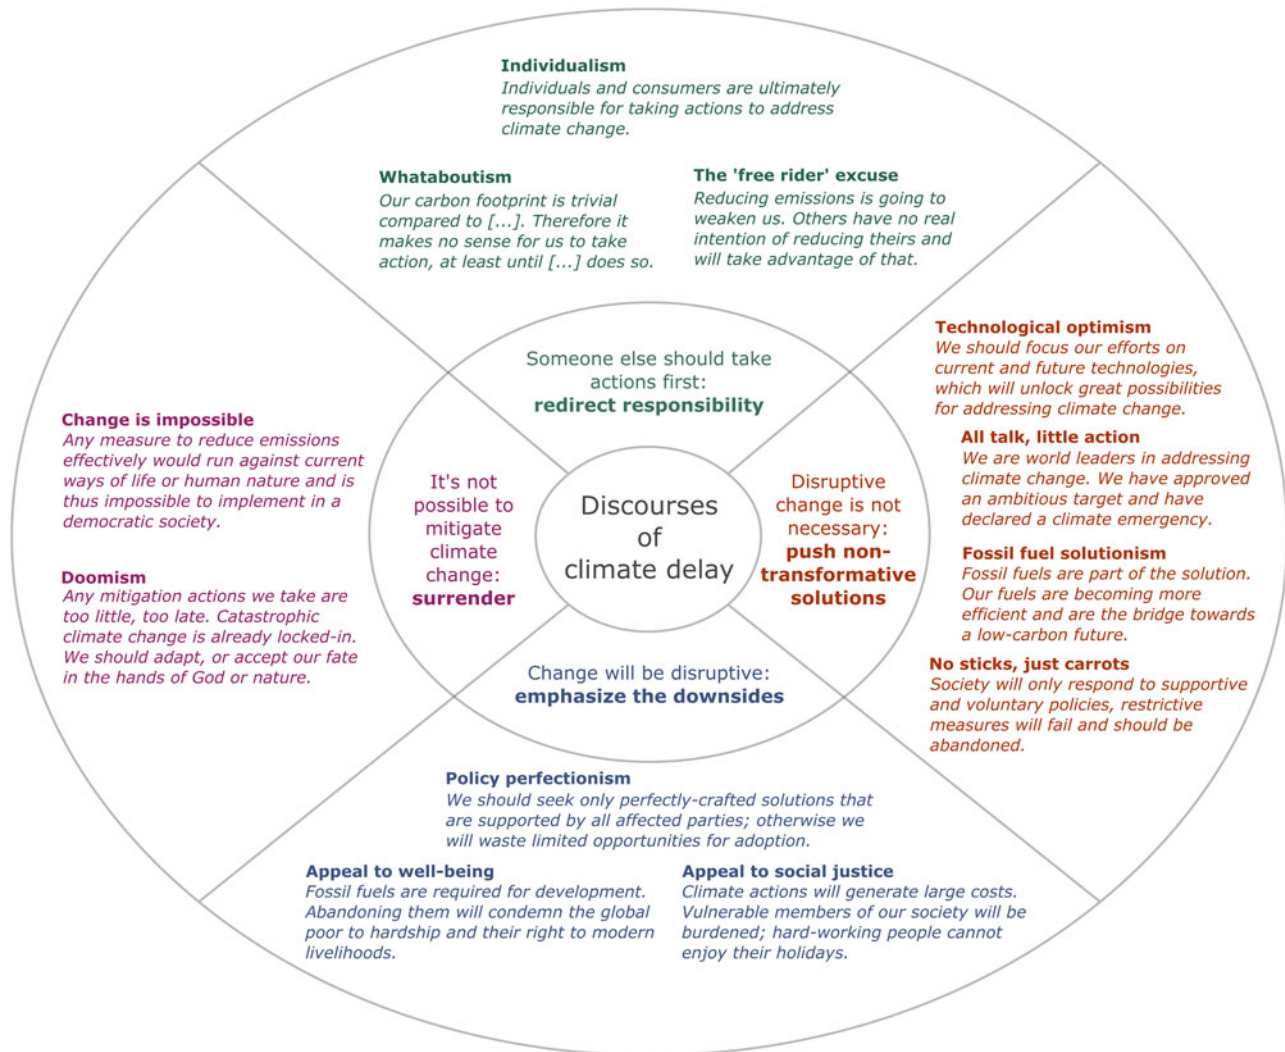 Individualism
Individuals and consumers are ultimately
responsible for taking actions to address
climate change.
Whataboutism
Our carbon footprint is trivial
compared to [...]. Therefore it
makes no sense for us to take
action, at least until [...] does so.
The 'free rider' excuse
Reducing emissions is going to
weaken us. Others have no real
intention of reducing theirs and
will take advantage of that.
Someone else should take
actions first:
redirect responsibility
Technological optimism
We should focus our efforts on
current and future technologies,
which will unlock great possibilities
for addressing climate change.
All talk, little action
We are world leaders in addressing
climate change. We have approved
an ambitious target and have
declared a climate emergency.
Fossil fuel solutionism
Fossil fuels are part of the solution.
Our fuels are becoming more
efficient and are the bridge towards
a low-carbon future.
No sticks, just carrots
Society will only respond to supportive
and voluntary policies, restrictive
measures will fail and should be
abandoned.
Disruptive
change is not
necessary:
push non-
transformative
solutions
Discourses
of
climate delay
It's not
possible to
mitigate
climate
change:
surrender
Change is impossible
Any measure to reduce emissions
effectively would run against current
ways of life or human nature and is
thus impossible to implement in a
democratic society.
Doomism
Any mitigation actions we take are
too little, too late. Catastrophic
climate change is already locked-in.
We should adapt, or accept our fate
in the hands of God or nature.
Change will be disruptive:
emphasize the downsides
Policy perfectionism
We should seek only perfectly-crafted solutions that
are supported by all affected parties; otherwise we
will waste limited opportunities for adoption.
Appeal to well-being
Fossil fuels are required for development.
Abandoning them will condemn the global
poor to hardship and their right to modern
livelihoods.
Appeal to social justice
Climate actions will generate large costs.
Vulnerable members of our society will be
burdened; hard-working people cannot
enjoy their holidays.